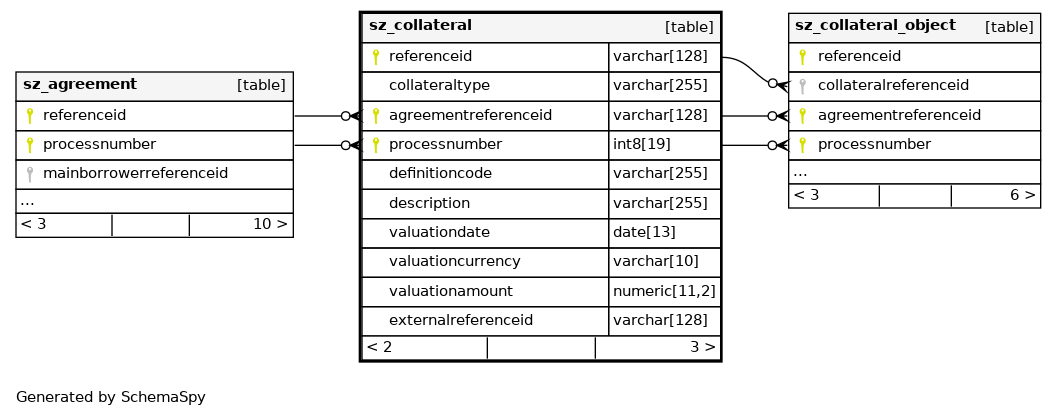 sz_agreement [table]
referenceid
processnumber
mainborrowerreferenceid
...
< 3 10 >
sz_collateral [table]
referenceid varchar[128]
collateraltype varchar[255]
agreementreferenceid varchar[128]
processnumber int8[19]
definitioncode varchar[255]
description varchar[255]
valuationdate date[13]
valuationcurrency varchar[10]
valuationamount numeric[11,2]
externalreferenceid varchar[128]
< 2 3 >
sz_collateral_object [table]
referenceid
collateralreferenceid
agreementreferenceid
processnumber
...
< 3 6 >
Generated by SchemaSpy